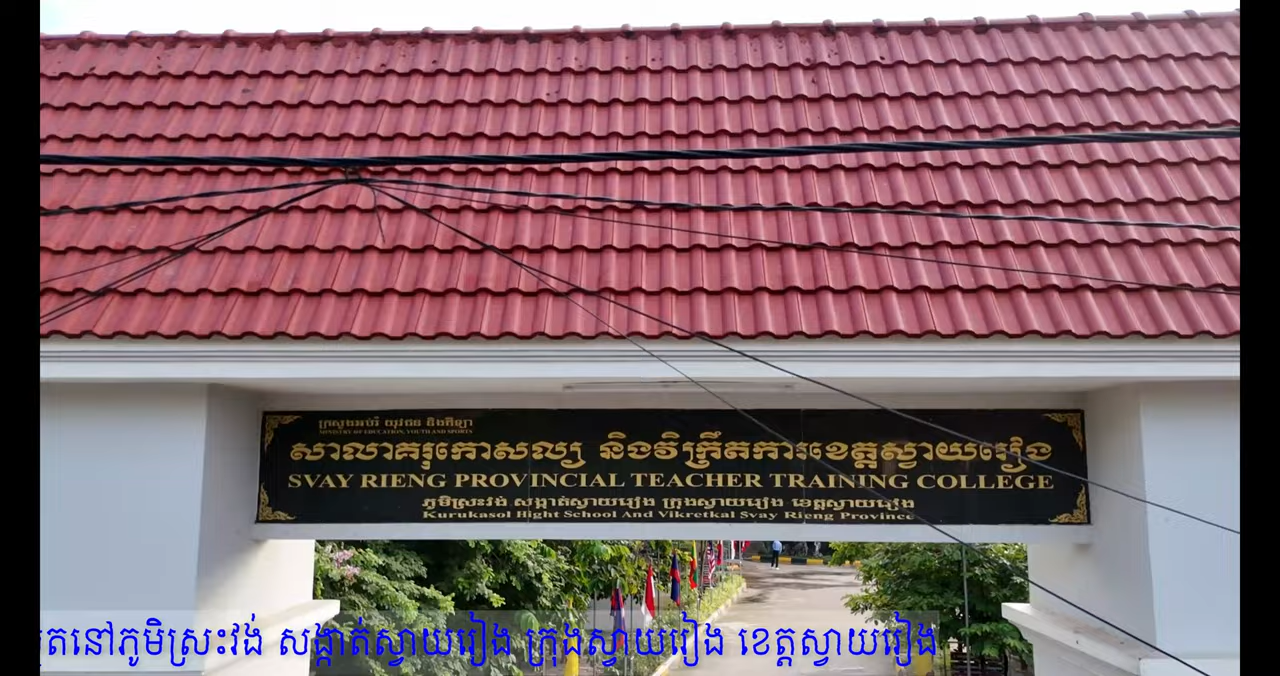 ក្រសួងអប់រំ យុវជន និងកីឡា
MINISTRY OF EDUCATION, YOUTH AND SPORTS
សាលាគរុកោសល្យ និងវិក្រឹតការខេត្តស្វាយរៀង
SVAY RIENG PROVINCIAL TEACHER TRAINING COLLEGE
ភូមិស្រះវង់ សង្កាត់ស្វាយរៀង ក្រុងស្វាយរៀង ខេត្តស្វាយរៀង
Kurukasol Hight School And Vikretkal Svay Rieng Province
នៅភូមិស្រះវង់ សង្កាត់ស្វាយរៀង ក្រុងស្វាយរៀង ខេត្តស្វាយរៀង